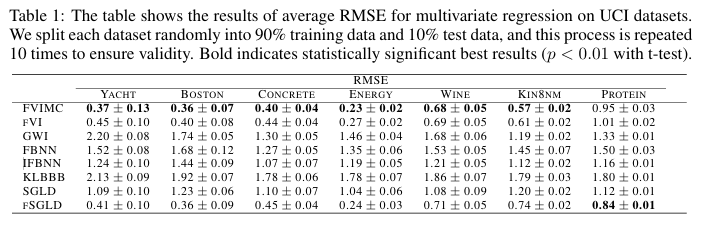 Table 1: The table shows the results of average RMSE for multivariate regression on UCI datasets.
We split each dataset randomly into 90% training data and 10% test data, and this process is repeated
10 times to ensure validity. Bold indicates statistically significant best results (p < 0.01 with t-test).
RMSE
YACHT BOSTON CONCRETE ENERGY WINE KIN8NM PROTEIN
FVIMC 0.37 ± 0.13 0.36 ± 0.07 0.40 ± 0.04 0.23 ± 0.02 0.68 ± 0.05 0.57 ± 0.02 0.95 ± 0.03
FVI 0.45 ± 0.10 0.40 ± 0.08 0.44 ± 0.04 0.27 ± 0.02 0.69 ± 0.05 0.61 ± 0.02 1.01 ± 0.02
GWI 2.20 ± 0.08 1.74 ± 0.05 1.30 ± 0.05 1.46 ± 0.04 1.68 ± 0.06 1.19 ± 0.02 1.33 ± 0.01
FBNN 1.52 ± 0.08 1.68 ± 0.12 1.27 ± 0.05 1.35 ± 0.06 1.53 ± 0.05 1.45 ± 0.07 1.50 ± 0.03
IFBNN 1.24 ± 0.10 1.44 ± 0.09 1.07 ± 0.07 1.19 ± 0.05 1.21 ± 0.05 1.12 ± 0.02 1.16 ± 0.01
KLBBB 2.13 ± 0.09 1.92 ± 0.07 1.78 ± 0.06 1.78 ± 0.07 1.86 ± 0.07 1.79 ± 0.03 1.80 ± 0.01
SGLD 1.09 ± 0.10 1.23 ± 0.06 1.10 ± 0.07 1.04 ± 0.06 1.08 ± 0.09 1.20 ± 0.02 1.12 ± 0.01
FSGLD 0.41 ± 0.10 0.36 ± 0.09 0.45 ± 0.04 0.24 ± 0.03 0.71 ± 0.05 0.74 ± 0.02 0.84 ± 0.01